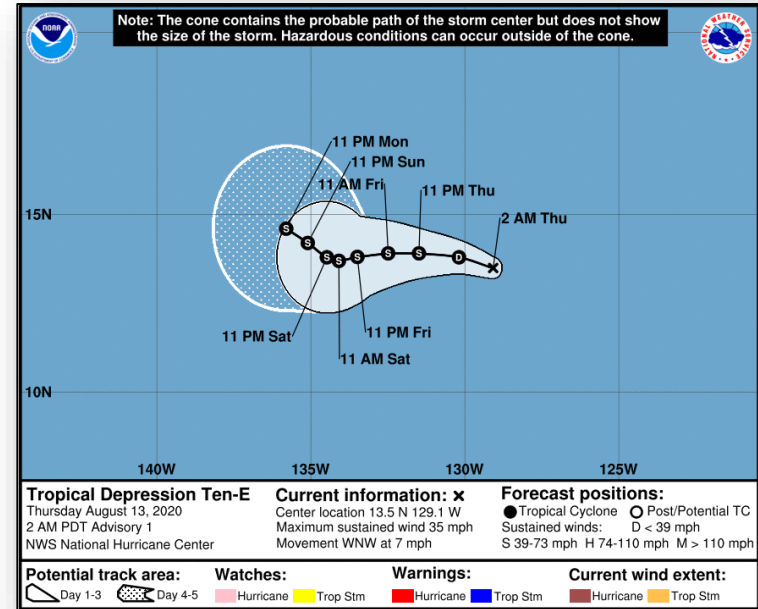 Note: The cone contains the probable path of the storm center but does not show
the size of the storm. Hazardous conditions can occur outside of the cone.
NOAA
11 PM Mon
11 PM Sun
11 AM Fri
11 PM Thu
2 AM Thu
15N
S S S S S S S D
11 PM Sat
11 PM Fri
11 AM Sat
10N
140W 135W 130W 125W
Tropical Depression Ten-E
Thursday August 13, 2020
2 AM PDT Advisory 1
NWS National Hurricane Center
Current information: ×
Center location 13.5 N 129.1 W
Maximum sustained wind 35 mph
Movement WNW at 7 mph
Forecast positions:
Tropical Cyclone Post/Potential TC
Sustained winds: D < 39 mph
S 39-73 mph H 74-110 mph M > 110 mph
Potential track area:
Day 1-3 Day 4-5
Watches:
Hurricane Trop Stm
Warnings:
Hurricane Trop Stm
Current wind extent:
Hurricane Trop Stm